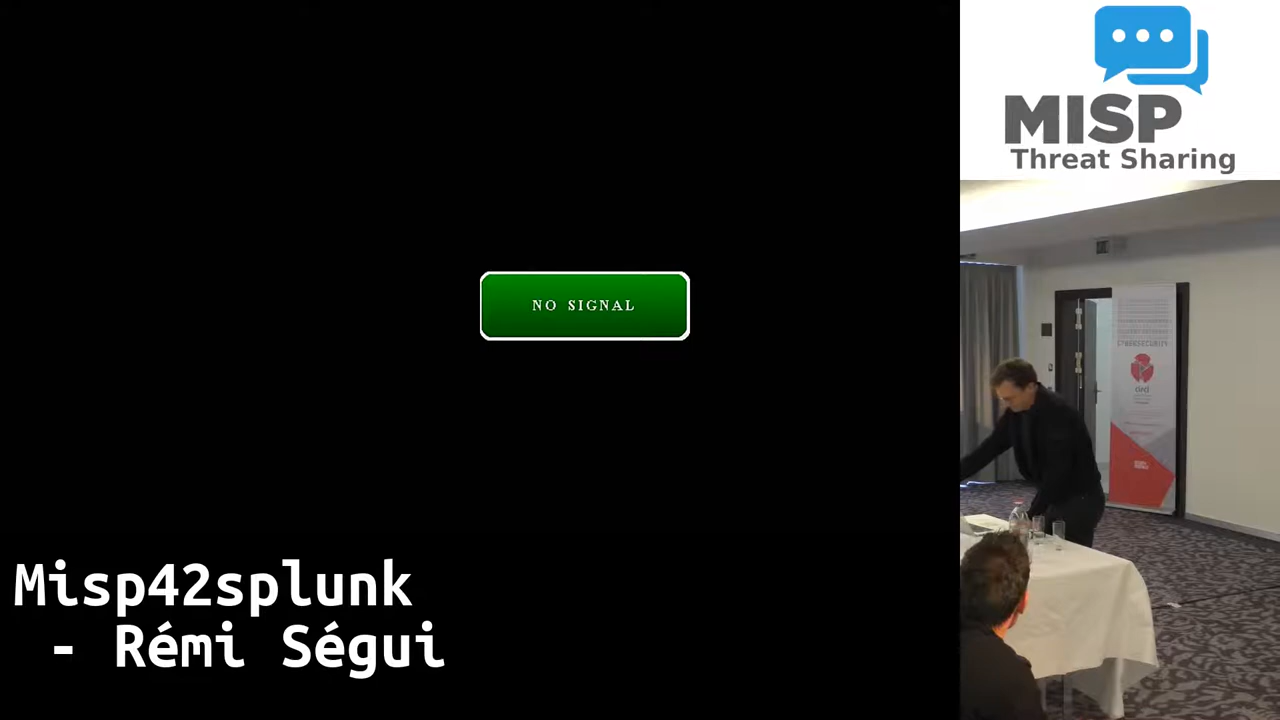 MISP
Threat Sharing
NO SIGNAL
Misp42splunk
- Rémi Ségui